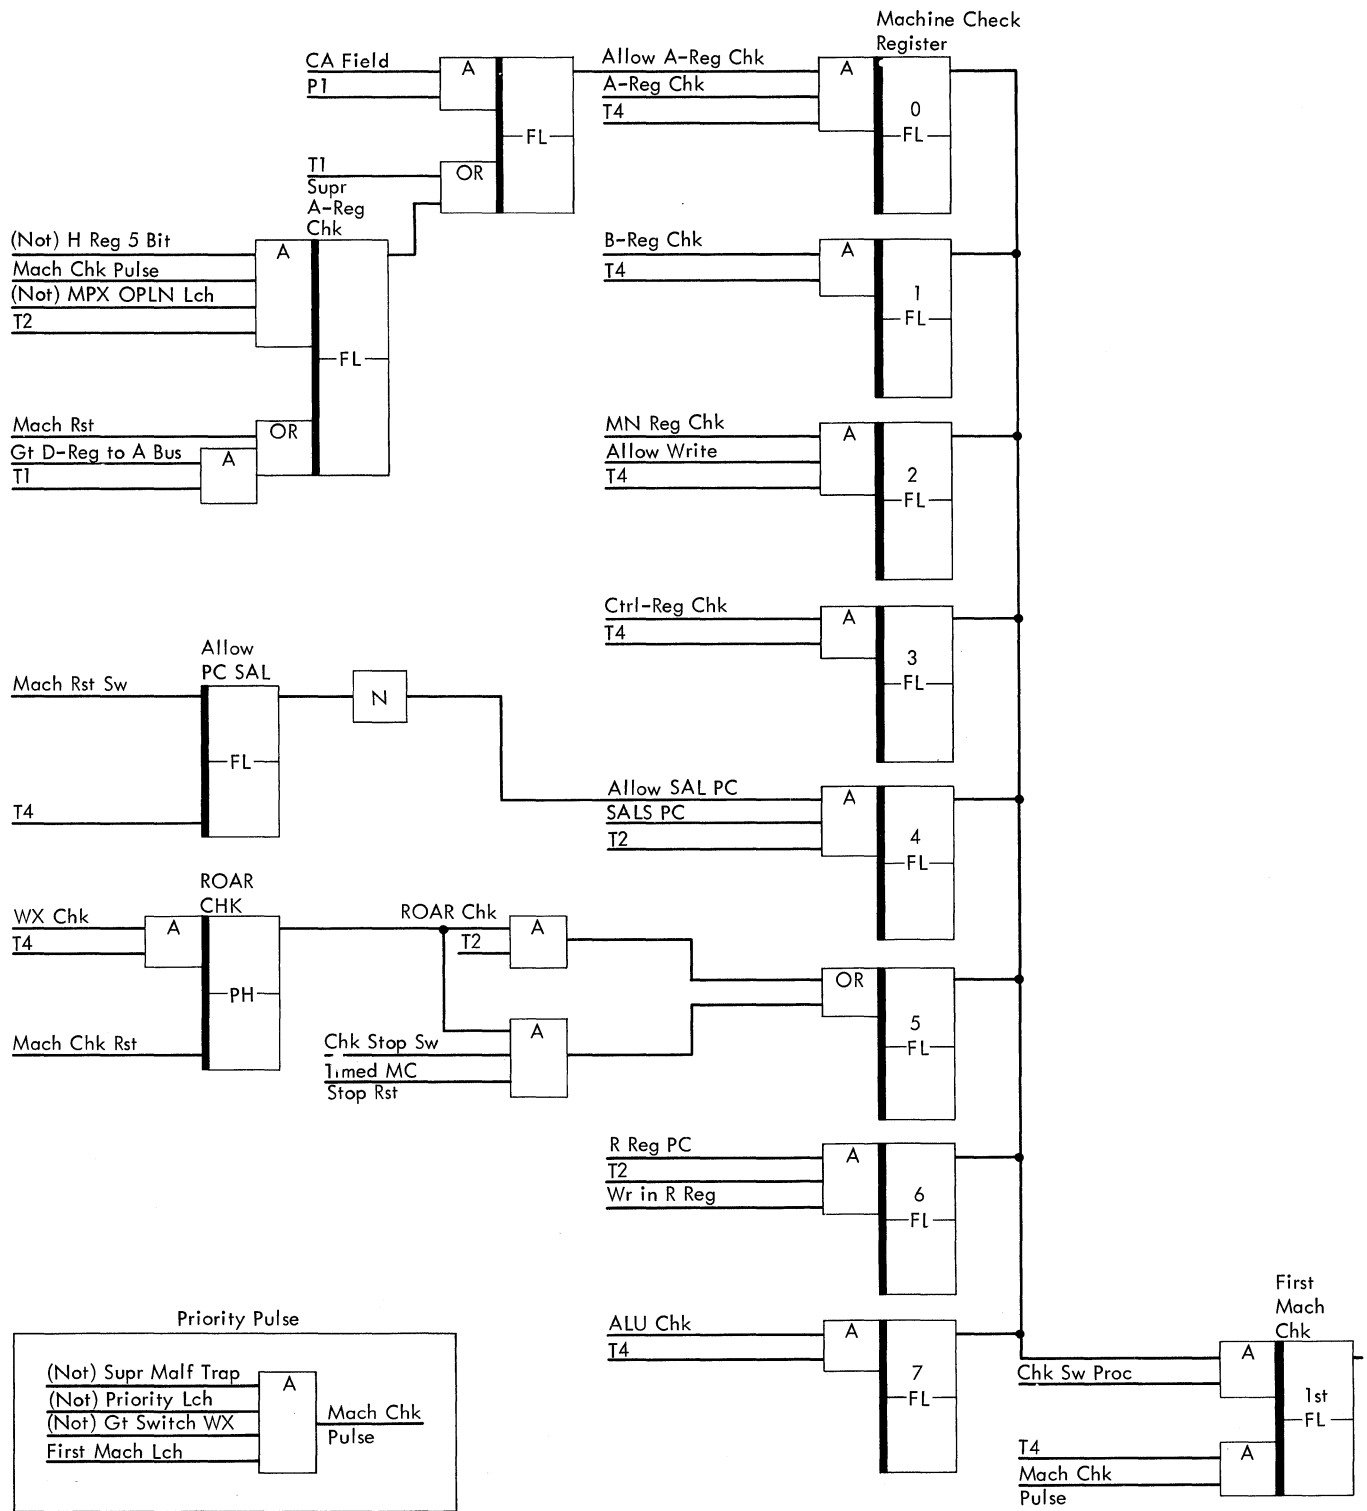 Machine Check
Register
CA Field
P1
A
FL
T1
OR
Supr
A-Reg
Chk
(Not) H Reg 5 Bit
Mach Chk Pulse
(Not) MPX OPLN Lch
T2
A
FL
Mach Rst
OR
Gt D-Reg to A Bus
T1
A
Allow A-Reg Chk
A-Reg Chk
T4
A
0
FL
B-Reg Chk
T4
A
1
FL
MN Reg Chk
Allow Write
T4
A
2
FL
Ctrl-Reg Chk
T4
A
3
FL
Allow
PC SAL
Mach Rst Sw
N
FL
T4
Allow SAL PC
SALS PC
T2
A
4
FL
ROAR
CHK
WX Chk
T4
A
PH
Mach Chk Rst
ROAR Chk
T2
A
Chk Stop Sw
Timed MC
Stop Rst
A
OR
5
FL
R Reg PC
T2
Wr in R Reg
A
6
FL
ALU Chk
T4
A
7
FL
First
Mach
Chk
Chk Sw Proc
A
1st
FL
T4
Mach Chk
Pulse
A
Priority Pulse
(Not) Supr Malf Trap
(Not) Priority Lch
(Not) Gt Switch WX
First Mach Lch
A
Mach Chk
Pulse